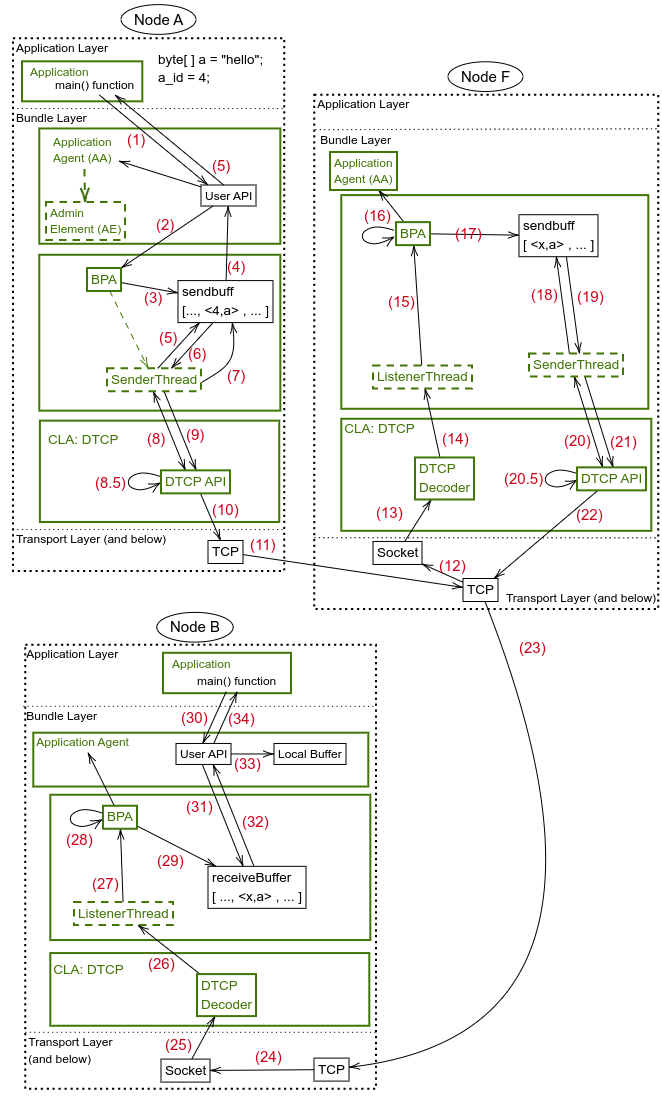 Node A
Application Layer
byte[ ] a = "hello";
a_id = 4;
Application
main() function
Bundle Layer
(1)
Application
Agent (AA)
(5)
User API
Admin
Element (AE)
(2)
(4)
BPA
(3)
sendbuff
[..., <4,a> , ... ]
(5)
(6)
(7)
SenderThread
CLA: DTCP
(8)
(9)
(8.5)
DTCP API
(10)
Transport Layer (and below)
TCP
(11)
Node F
Application Layer
Bundle Layer
Application
Agent (AA)
(16)
BPA
(17)
sendbuff
[ <x,a> , ... ]
(15)
(18)
(19)
ListenerThread
SenderThread
CLA: DTCP
(14)
(20)
(21)
DTCP
Decoder
(20.5)
DTCP API
(13)
(22)
Socket
(12)
TCP
Transport Layer (and below)
(23)
Node B
Application Layer
Application
main() function
Bundle Layer
(30)
(34)
Application Agent
User API
(33)
Local Buffer
(31)
(32)
BPA
(28)
(29)
receiveBuffer
[ ..., <x,a> , ... ]
(27)
ListenerThread
CLA: DTCP
(26)
DTCP
Decoder
Transport Layer
(and below)
(25)
Socket
(24)
TCP